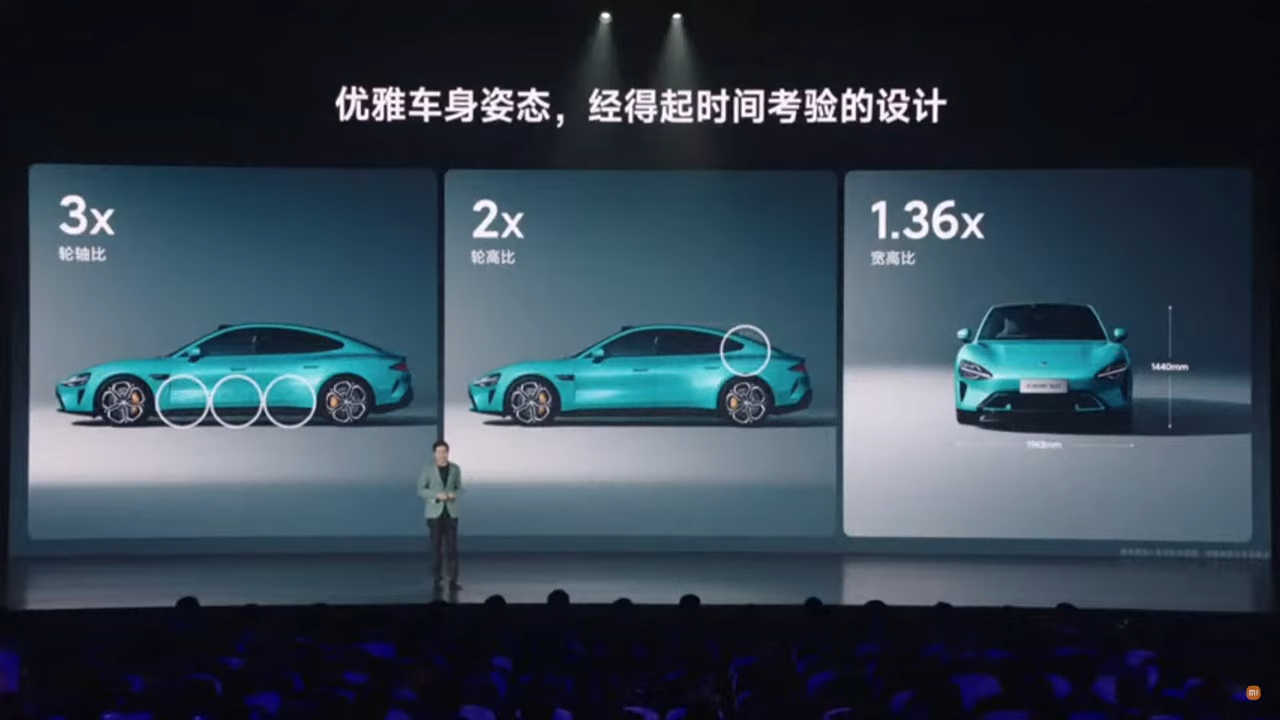 优雅车身姿态，经得起时间考验的设计
3x
轮轴比
2x
轮高比
1.36x
宽高比
1440mm
1963mm